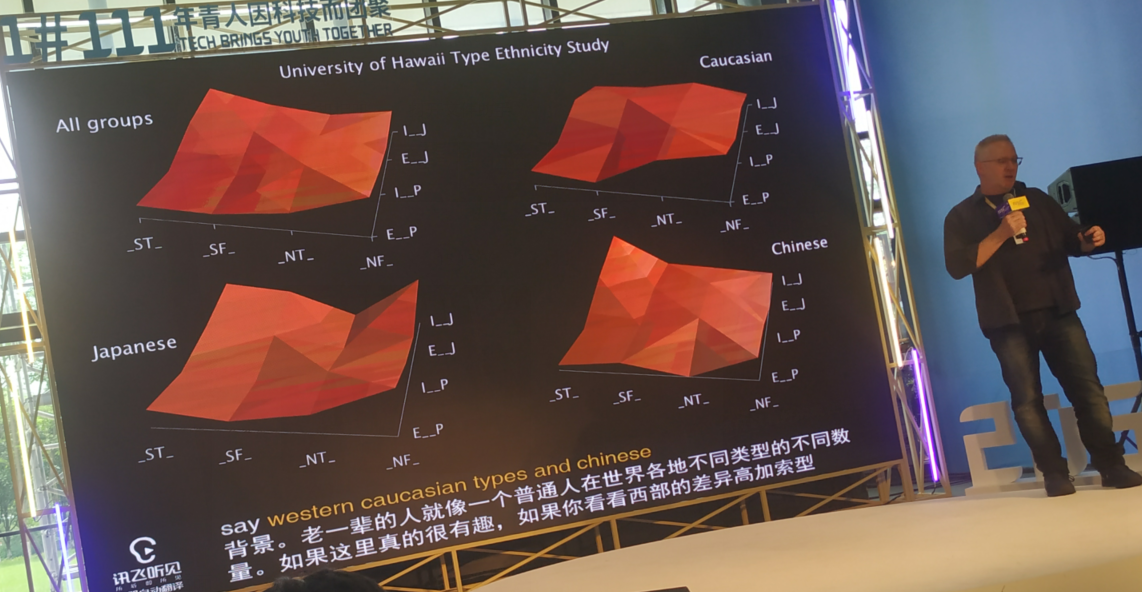 1#111年青人因科技而团聚
TECH BRINGS YOUTH TOGETHER
University of Hawaii Type Ethnicity Study
All groups
I__J
E__J
I__P
E__P
_ST_
_SF_
_NT_
_NF_
Caucasian
I__J
E__J
I__P
E__P
_ST_
_SF_
_NT_
_NF_
Japanese
I__J
E__J
I__P
E__P
_ST_
_SF_
_NT_
_NF_
Chinese
I__J
E__J
I__P
E__P
_ST_
_SF_
_NT_
_NF_
say western caucasian types and chinese
背景。老一辈的人就像一个普通人在世界各地不同类型的不同数
量。如果这里真的很有趣，如果你看看西部的差异高加索型
讯飞听见